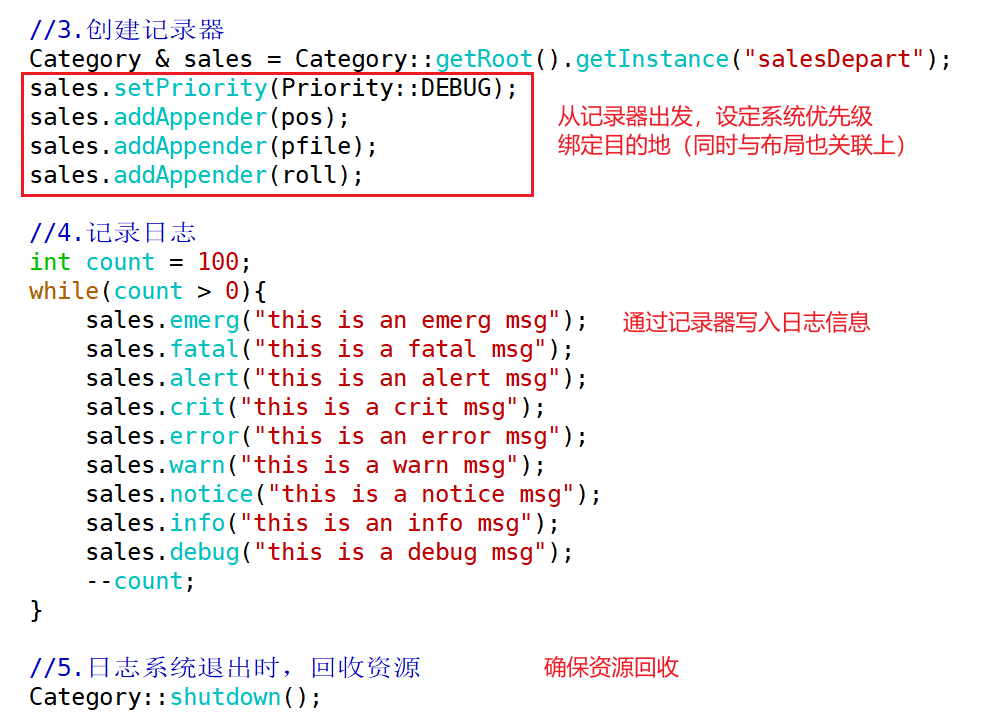 //3.创建记录器
Category & sales = Category::getRoot().getInstance("salesDepart");
sales.setPriority(Priority::DEBUG);
sales.addAppender(pos);
从记录器出发，设定系统优先级
sales.addAppender(pfile);
绑定目的地（同时与布局也关联上）
sales.addAppender(roll);
//4.记录日志
int count = 100;
while(count > 0){
sales.emerg("this is an emerg msg");
通过记录器写入日志信息
sales.fatal("this is a fatal msg");
sales.alert("this is an alert msg");
sales.crit("this is a crit msg");
sales.error("this is an error msg");
sales.warn("this is a warn msg");
sales.notice("this is a notice msg");
sales.info("this is an info msg");
sales.debug("this is a debug msg");
--count;
}
//5.日志系统退出时，回收资源
确保资源回收
Category::shutdown();